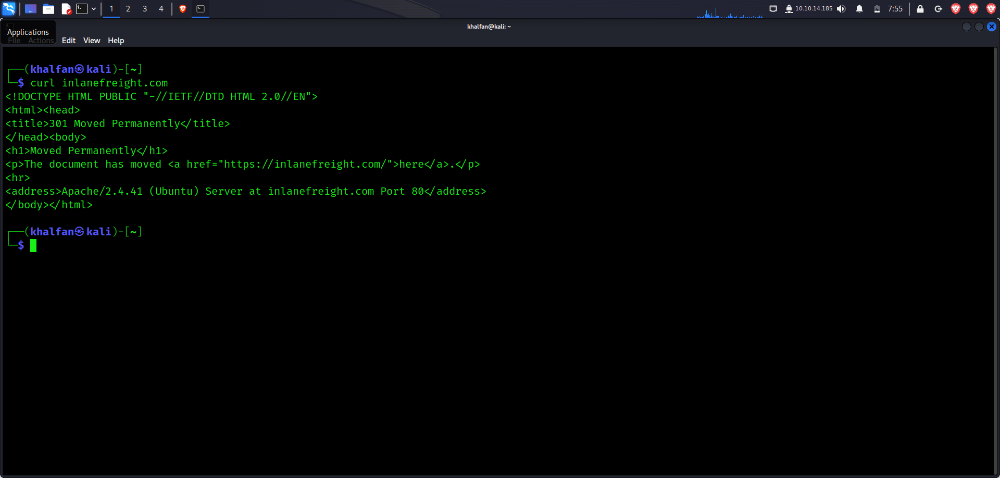 1 2 3 4 10.10.14.185 7:55
khalfan@kali: ~
Applications
File Actions Edit View Help
┌──(khalfan㉿kali)-[~]
└─$ curl inlanefreight.com
<!DOCTYPE HTML PUBLIC "-//IETF//DTD HTML 2.0//EN">
<html><head>
<title>301 Moved Permanently</title>
</head><body>
<h1>Moved Permanently</h1>
<p>The document has moved <a href="https://inlanefreight.com/">here</a>.</p>
<hr>
<address>Apache/2.4.41 (Ubuntu) Server at inlanefreight.com Port 80</address>
</body></html>
┌──(khalfan㉿kali)-[~]
└─$